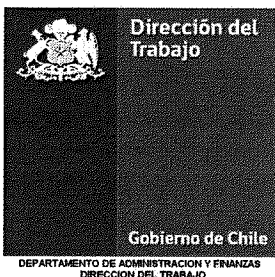 Dirección del
Trabajo
Gobierno de Chile
DEPARTAMENTO DE ADMINISTRACION Y FINANZAS
DIRECCION DEL TRABAJO